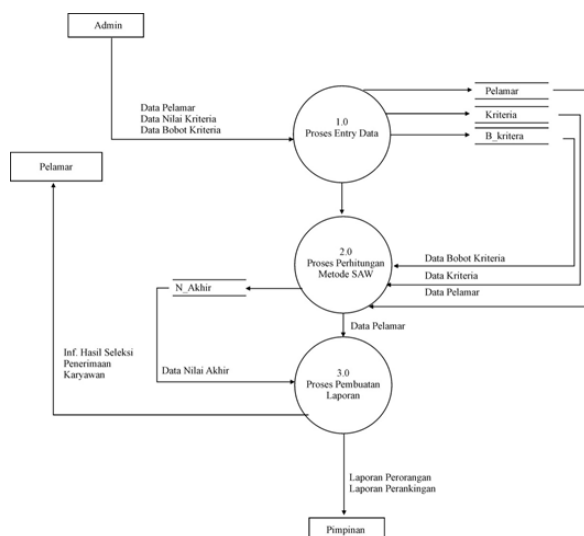 Admin
Pelamar
Data Pelamar
Data Nilai Kriteria
Data Bobot Kriteria
1.0
Proses Entry Data
Kriteria
B_kritera
Pelamar
2.0
Proses Perhitungan
Metode SAW
Data Bobot Kriteria
Data Kriteria
Data Pelamar
N_Akhir
Data Pelamar
Inf. Hasil Seleksi
Penerimaan
Karyawan
Data Nilai Akhir
3.0
Proses Pembuatan
Laporan
Laporan Perorangan
Laporan Perankingan
Pimpinan